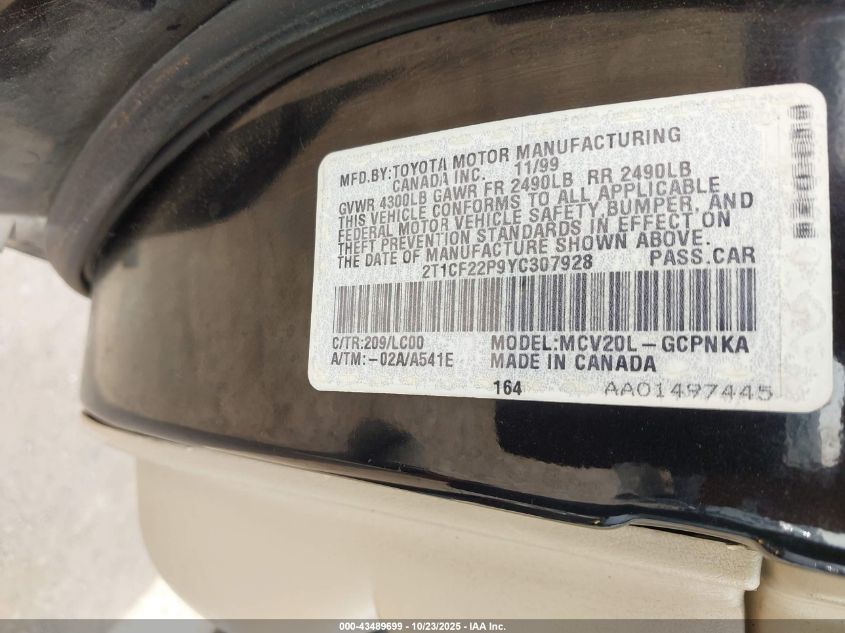 MFD.BY:TOYOTA MOTOR MANUFACTURING
CANADA INC. 11/99
GVWR 4300LB GAWR FR 2490LB RR 2490LB
THIS VEHICLE CONFORMS TO ALL APPLICABLE
FEDERAL MOTOR VEHICLE SAFETY,BUMPER, AND
THEFT PREVENTION STANDARDS IN EFFECT ON
THE DATE OF MANUFACTURE SHOWN ABOVE.
2T1CF22P9YC307928 PASS.CAR
C/TR:209/LC00 MODEL:MCV20L-GCPNKA
A/TM:-02A/A541E MADE IN CANADA
164 AA01497445
000-43489699 - 10/23/2025 - IAA Inc.